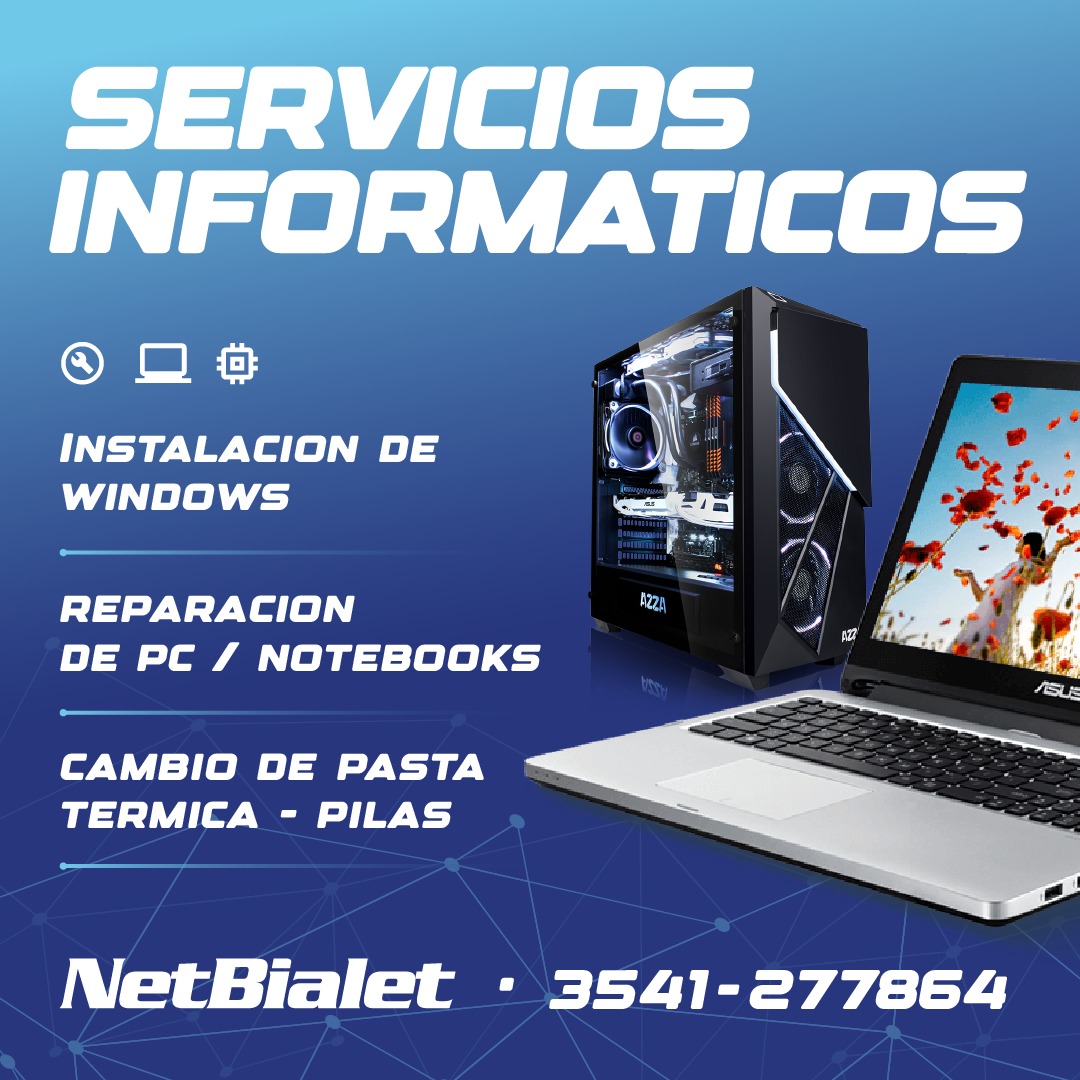 SERVICIOS
INFORMATICOS
INSTALACION DE
WINDOWS
REPARACION
DE PC / NOTEBOOKS
CAMBIO DE PASTA
TERMICA - PILAS
ASUS
AZZA
AZZA
ASUS
NetBialet · 3541-277864